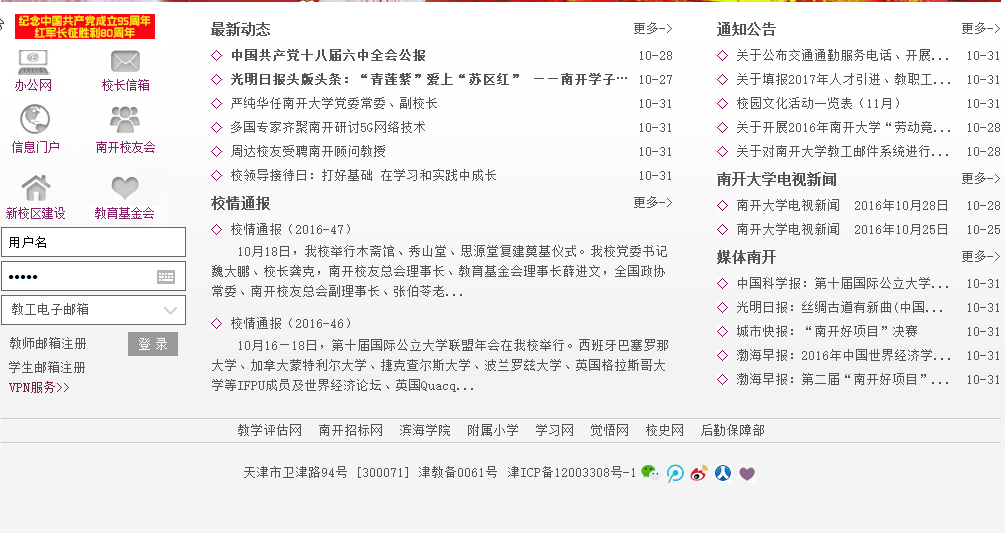 纪念中国共产党成立95周年
红军长征胜利80周年
办公网
校长信箱
信息门户
南开校友会
新校区建设
教育基金会
用户名
•••••
教工电子邮箱
教师邮箱注册
登 录
学生邮箱注册
VPN服务>>
最新动态
更多->
中国共产党十八届六中全会公报 10-28
光明日报头版头条：“青莲紫”爱上“苏区红” ——南开学子… 10-27
严纯华任南开大学党委常委、副校长 10-31
多国专家齐聚南开研讨5G网络技术 10-31
周达校友受聘南开顾问教授 10-31
校领导接待日：打好基础 在学习和实践中成长 10-31
校情通报
更多->
校情通报（2016-47）
10月18日，我校举行木斋馆、秀山堂、思源堂复建奠基仪式。我校党委书记
魏大鹏、校长龚克，南开校友总会理事长、教育基金会理事长薛进文，全国政协
常委、南开校友总会副理事长、张伯苓老...
校情通报（2016-46）
10月16—18日，第十届国际公立大学联盟年会在我校举行。西班牙巴塞罗那
大学、加拿大蒙特利尔大学、捷克查尔斯大学、波兰罗兹大学、英国格拉斯哥大
学等IFPU成员及世界经济论坛、英国Quacq...
通知公告
更多->
关于公布交通通勤服务电话、开展... 10-31
关于填报2017年人才引进、教职工... 10-31
校园文化活动一览表（11月） 10-31
关于开展2016年南开大学“劳动竞... 10-28
关于对南开大学教工邮件系统进行... 10-28
南开大学电视新闻
更多->
南开大学电视新闻 2016年10月28日 10-28
南开大学电视新闻 2016年10月25日 10-25
媒体南开
更多->
中国科学报：第十届国际公立大学... 10-31
光明日报：丝绸古道有新曲(中国... 10-31
城市快报：“南开好项目”决赛 10-31
渤海早报：2016年中国世界经济学... 10-31
渤海早报：第二届“南开好项目”... 10-31
教学评估网 南开招标网 滨海学院 附属小学 学习网 觉悟网 校史网 后勤保障部
天津市卫津路94号 [300071] 津教备0061号 津ICP备12003308号-1